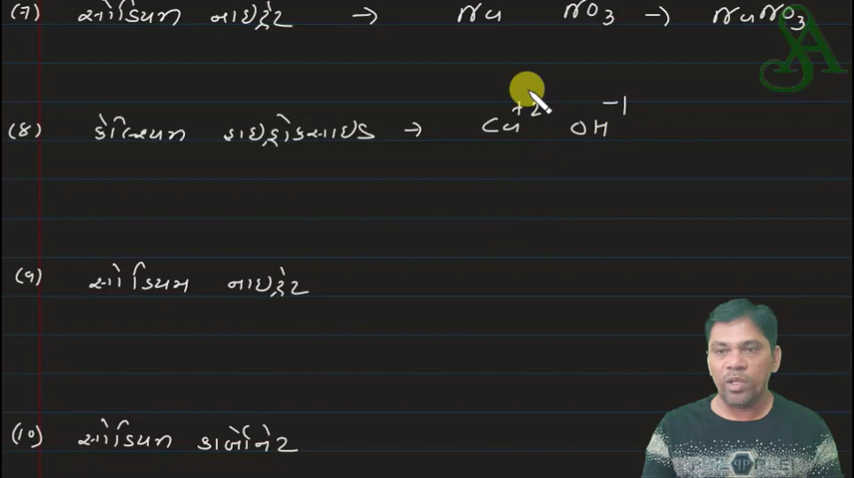 (7) સોડિયમ નાઇટ્રેટ → Na NO3 → NaNO3
(8) કેલ્શિયમ હાઇડ્રોક્સાઇડ → Ca+2 OH−1
(9) સોડિયમ નાઇટ્રેટ
(10) સોડિયમ કાર્બોનેટ